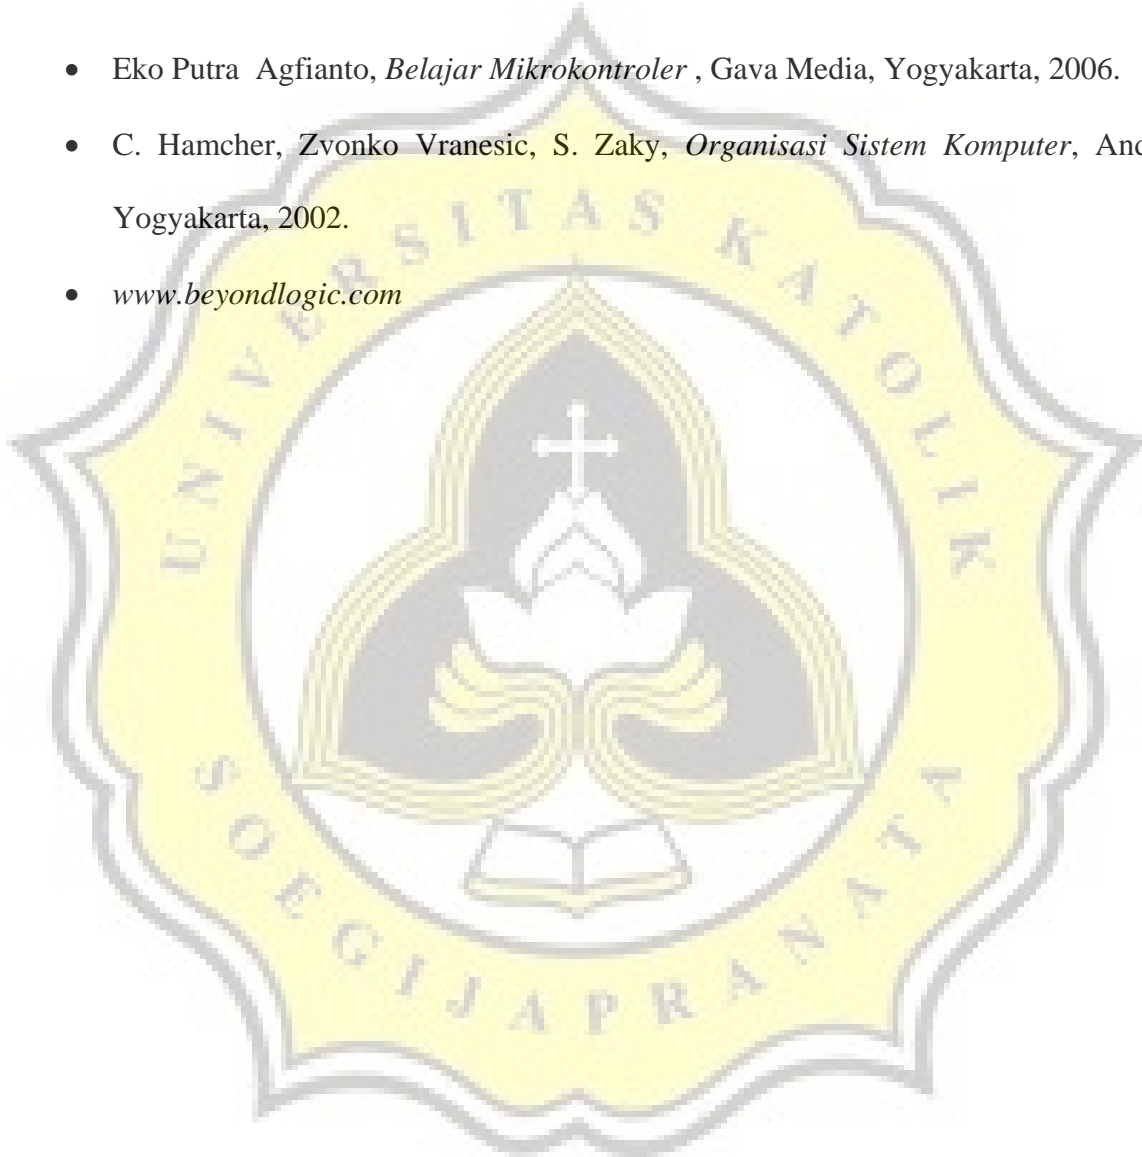 • Eko Putra Agfianto, Belajar Mikrokontroler , Gava Media, Yogyakarta, 2006.
• C. Hamcher, Zvonko Vranesic, S. Zaky, Organisasi Sistem Komputer,
Yogyakarta, 2002.
• www.beyondlogic.com
UNIVERSITAS KATOLIK
SOEGIJAPRANATA